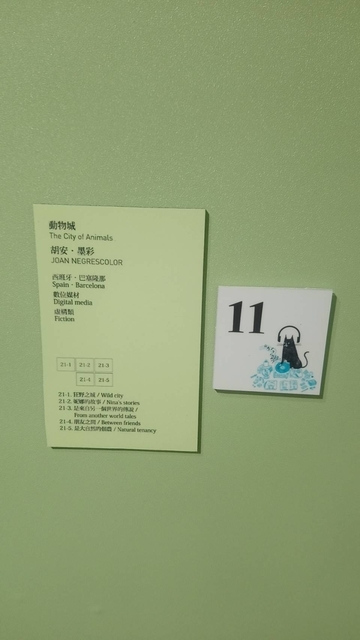 動物城
The City of Animals
胡安・墨彩
JOAN NEGRESCOLOR
西班牙・巴塞隆那
Spain・Barcelona
數位媒材
Digital media
虛構類
Fiction
21-1 21-2 21-3
21-4 21-5
21-1. 狂野之城 / Wild city
21-2. 妮娜的故事 / Nina's stories
21-3. 是來自另一個世界的傳說 /
From another world tales
21-4. 朋友之間 / Between friends
21-5. 是大自然的租約 / Natural tenancy
11